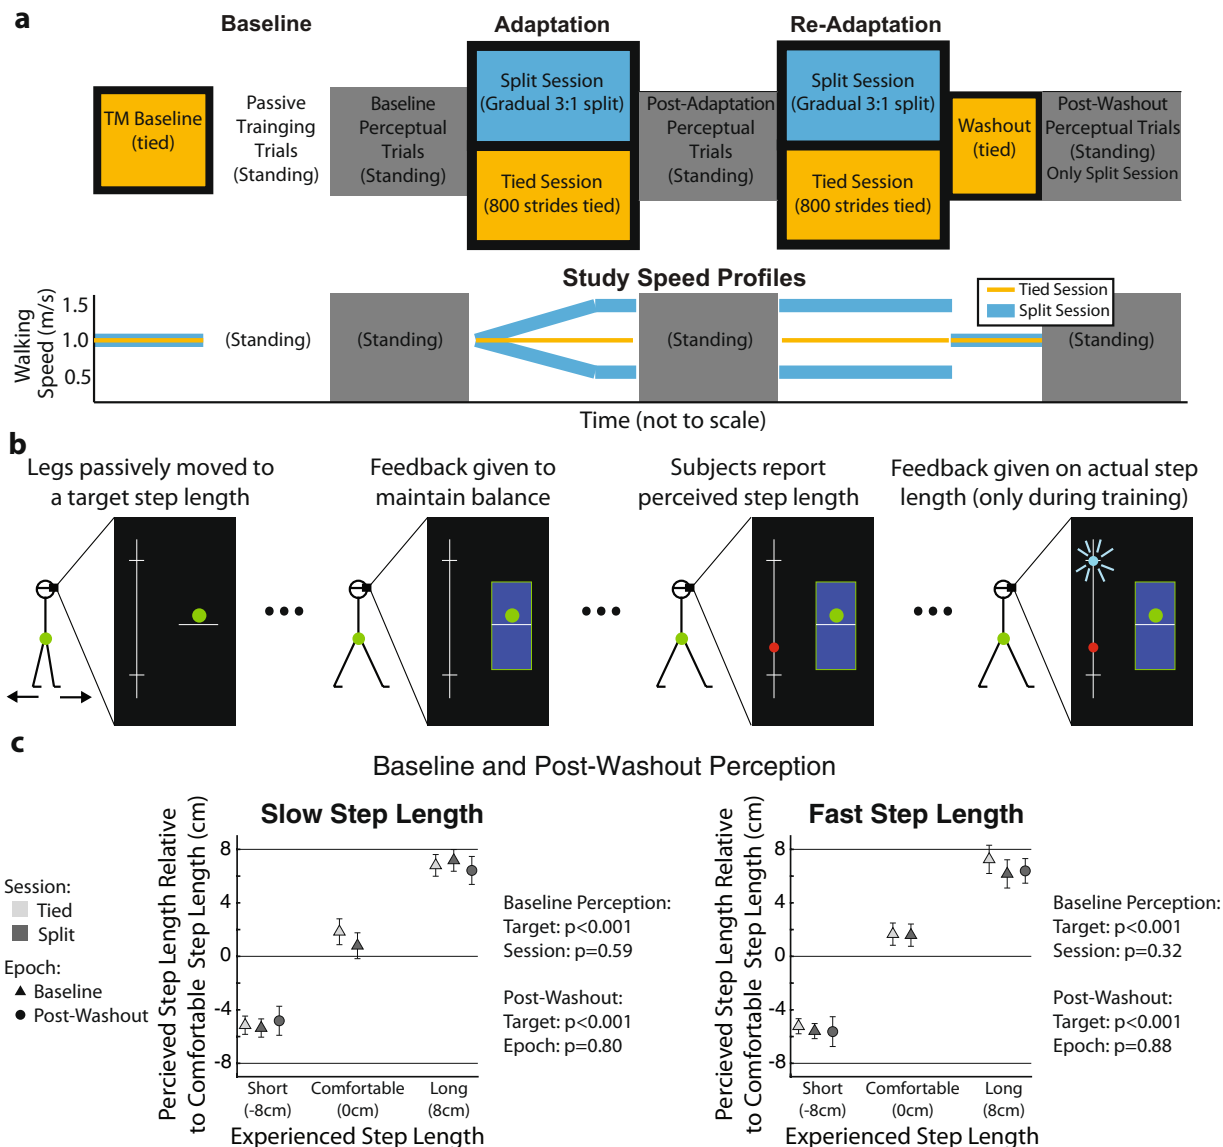 a
Baseline
Adaptation
Re-Adaptation
TM Baseline
(tied)
Passive
Trainging
Trials
(Standing)
Baseline
Perceptual
Trials
(Standing)
Split Session
(Gradual 3:1 split)
Tied Session
(800 strides tied)
Post-Adaptation
Perceptual
Trials
(Standing)
Split Session
(Gradual 3:1 split)
Tied Session
(800 strides tied)
Washout
(tied)
Post-Washout
Perceptual Trials
(Standing)
Only Split Session
Study Speed Profiles
Walking
Speed (m/s)
1.5
1.0
0.5
(Standing)
(Standing)
(Standing)
(Standing)
Tied Session
Split Session
Time (not to scale)
b
Legs passively moved to
a target step length
Feedback given to
maintain balance
Subjects report
perceived step length
Feedback given on actual step
length (only during training)
c
Baseline and Post-Washout Perception
Session:
Tied
Split
Epoch:
Baseline
Post-Washout
Slow Step Length
Percieved Step Length Relative
to Comfortable Step Length (cm)
8
4
0
-4
-8
Short
(-8cm)
Comfortable
(0cm)
Long
(8cm)
Experienced Step Length
Baseline Perception:
Target: p<0.001
Session: p=0.59
Post-Washout:
Target: p<0.001
Epoch: p=0.80
Fast Step Length
Percieved Step Length Relative
to Comfortable Step Length (cm)
8
4
0
-4
-8
Short
(-8cm)
Comfortable
(0cm)
Long
(8cm)
Experienced Step Length
Baseline Perception:
Target: p<0.001
Session: p=0.32
Post-Washout:
Target: p<0.001
Epoch: p=0.88